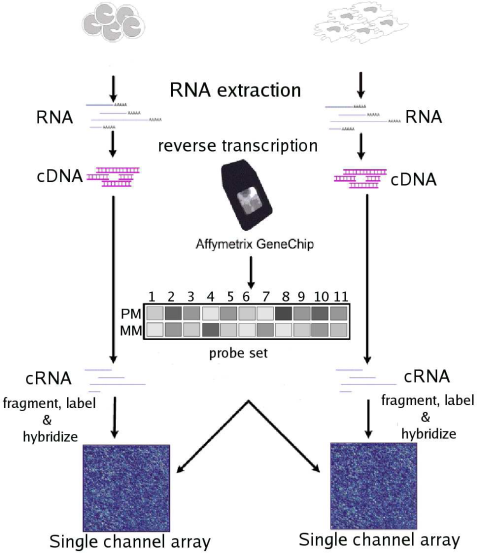 RNA extraction
AAAAA
AAAAA
AAAAA
AAAAA
RNA
AAAAA
AAAAA
AAAAA
AAAAA
RNA
reverse transcription
cDNA
cDNA
Affymetrix GeneChip
1 2 3 4 5 6 7 8 9 10 11
PM
MM
probe set
cRNA
fragment, label
&
hybridize
cRNA
fragment, label
&
hybridize
Single channel array
Single channel array